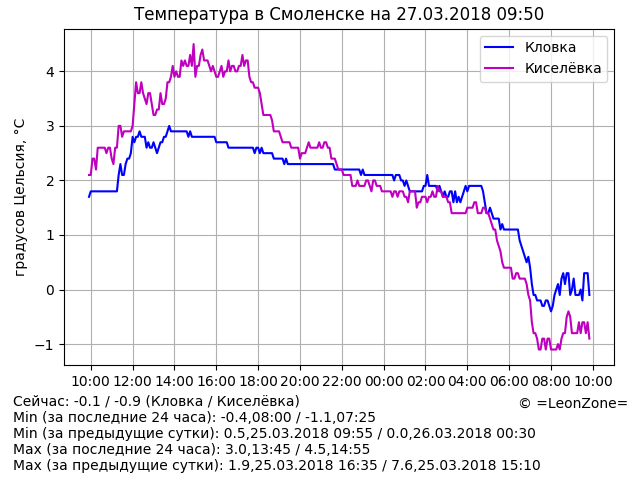 Температура в Смоленске на 27.03.2018 09:50
Кловка
Киселёвка
градусов Цельсия, °C
4
3
2
1
0
−1
10:00 12:00 14:00 16:00 18:00 20:00 22:00 00:00 02:00 04:00 06:00 08:00 10:00
Сейчас: -0.1 / -0.9 (Кловка / Киселёвка)
© =LeonZone=
Min (за последние 24 часа): -0.4,08:00 / -1.1,07:25
Min (за предыдущие сутки): 0.5,25.03.2018 09:55 / 0.0,26.03.2018 00:30
Max (за последние 24 часа): 3.0,13:45 / 4.5,14:55
Max (за предыдущие сутки): 1.9,25.03.2018 16:35 / 7.6,25.03.2018 15:10